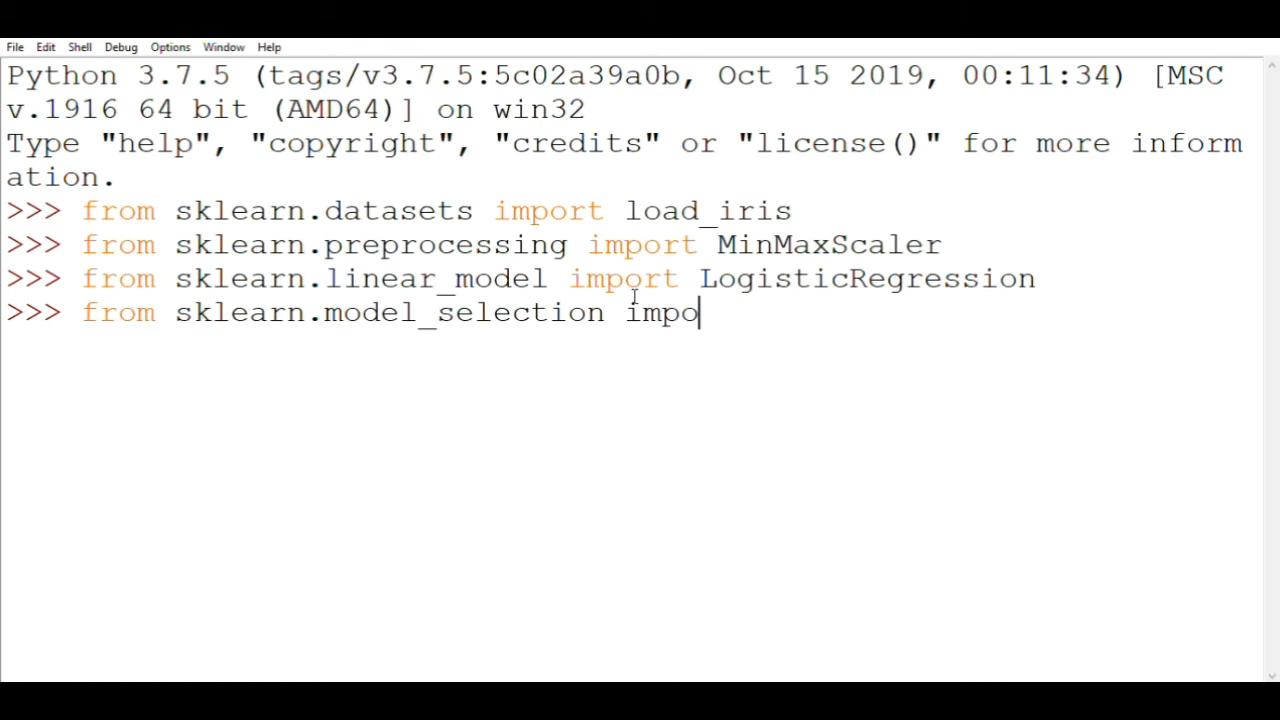 File Edit Shell Debug Options Window Help
Python 3.7.5 (tags/v3.7.5:5c02a39a0b, Oct 15 2019, 00:11:34) [MSC
v.1916 64 bit (AMD64)] on win32
Type "help", "copyright", "credits" or "license()" for more inform
ation.
>>> from sklearn.datasets import load_iris
>>> from sklearn.preprocessing import MinMaxScaler
>>> from sklearn.linear_model import LogisticRegression
>>> from sklearn.model_selection impo